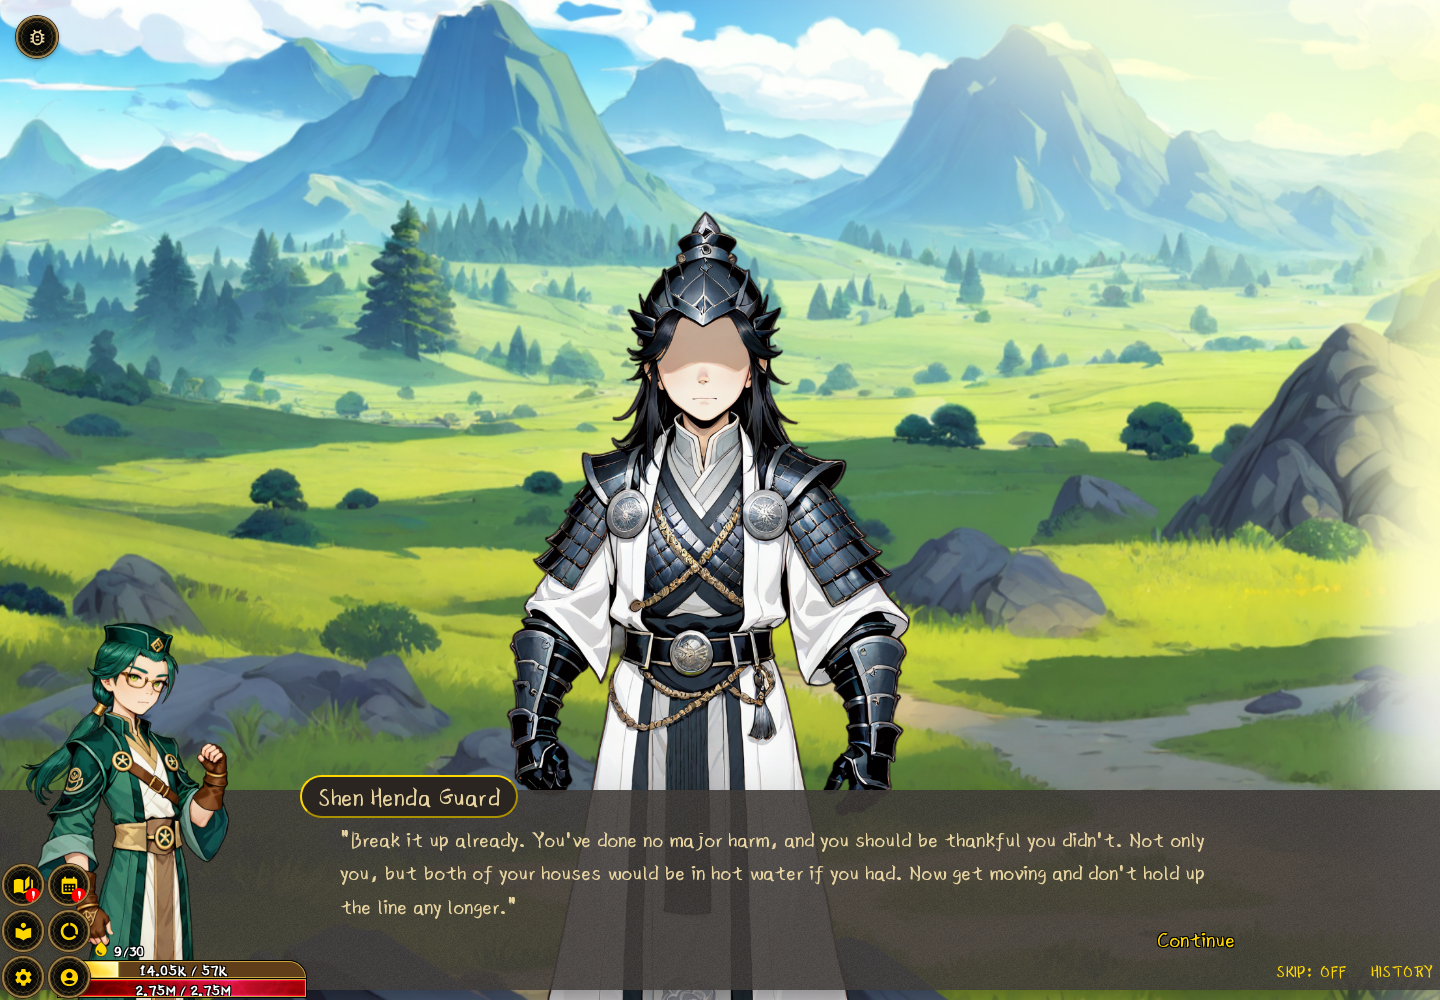 Shen Henda Guard
"Break it up already. You've done no major harm, and you should be thankful you didn't. Not only
you, but both of your houses would be in hot water if you had. Now get moving and don't hold up
the line any longer."
Continue
SKIP: OFF HISTORY
9/30
14.05K / 57K
2.75M / 2.75M